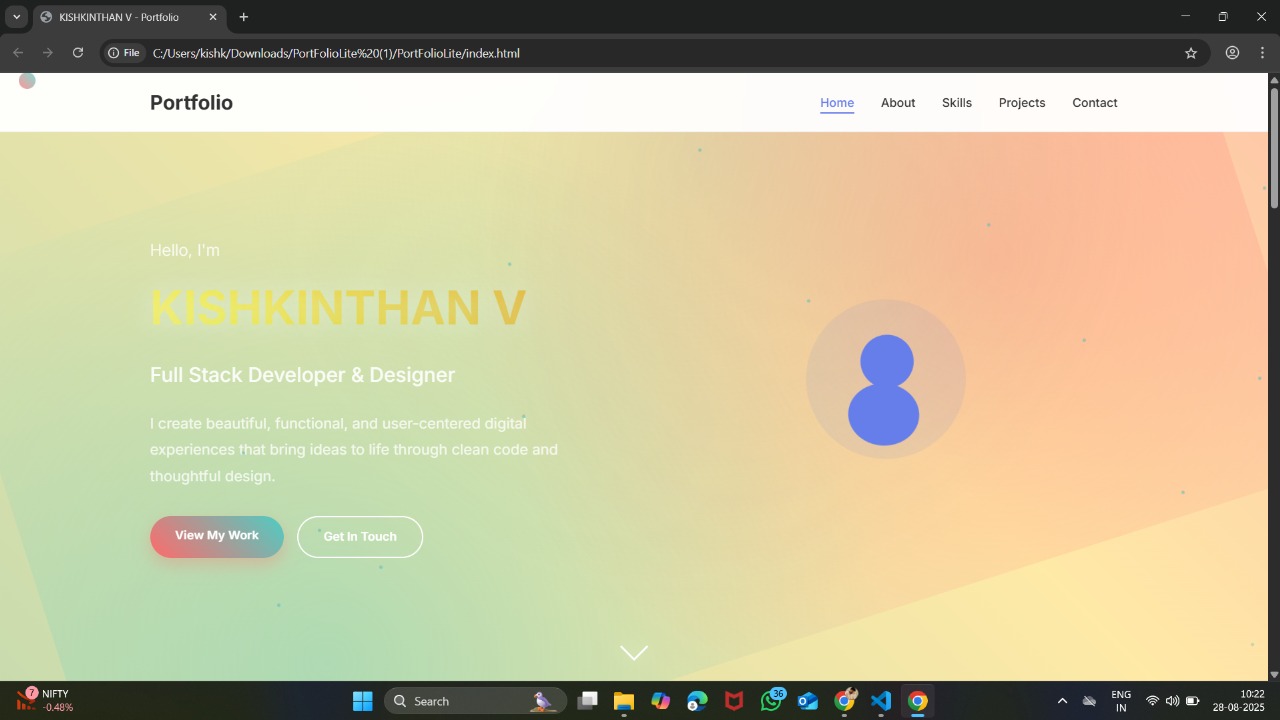 KISHKINTHAN V - Portfolio
File
C:/Users/kishk/Downloads/PortFolioLite%20(1)/PortFolioLite/index.html
Portfolio
Home About Skills Projects Contact
Hello, I'm
KISHKINTHAN V
Full Stack Developer & Designer
I create beautiful, functional, and user-centered digital
experiences that bring ideas to life through clean code and
thoughtful design.
View My Work Get In Touch
7
NIFTY
-0.48%
Search
36
ENG
IN
10:22
28-08-2025